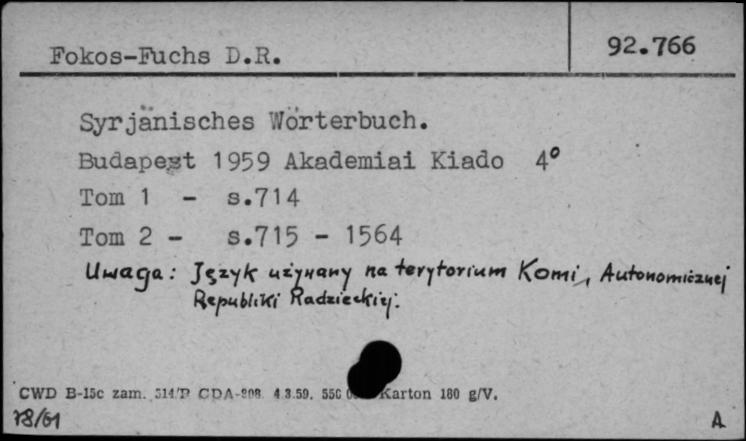 Fokos-Fuchs D.R.
92.766
Syrjänisches Wörterbuch.
Budapest 1959 Akademiai Kiado 4°
Tom 1 - s.714
Tom 2 - s.715 - 1564
Uwaga: Język używany na terytorium Komi, Autonomicznej
Republiki Radzieckiej.
CWD B-15c zam. 514/P CDA-808 4.3.59. 550 Karton 180 g/V.
78/61
A